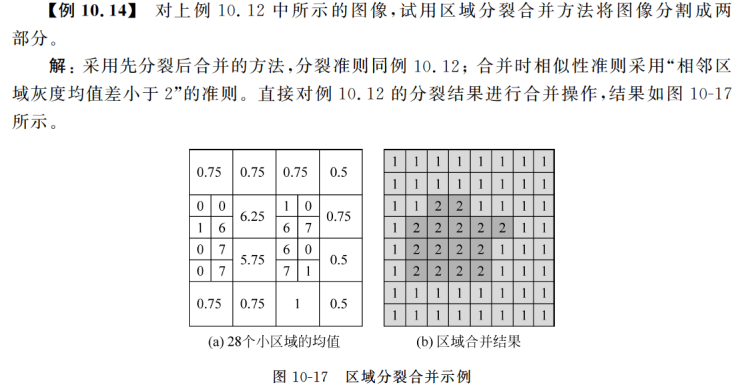 【例 10.14】 对上例 10.12 中所示的图像,试用区域分裂合并方法将图像分割成两
部分。
解:采用先分裂后合并的方法,分裂准则同例 10.12;合并时相似性准则采用“相邻区
域灰度均值差小于 2”的准则。直接对例 10.12 的分裂结果进行合并操作,结果如图 10-17
所示。
0.75 0.75 0.75 0.5
0 0 6.25 1 0 0.75
1 6 6 7
0 7 5.75 6 0 0.5
0 7 7 1
0.75 0.75 1 0.5
(a) 28个小区域的均值
1 1 1 1 1 1 1 1
1 1 1 1 1 1 1 1
1 1 2 2 1 1 1 1
1 2 2 2 2 2 1 1
1 2 2 2 2 1 1 1
1 2 2 2 2 1 1 1
1 1 1 1 1 1 1 1
1 1 1 1 1 1 1 1
(b) 区域合并结果
图 10-17 区域分裂合并示例